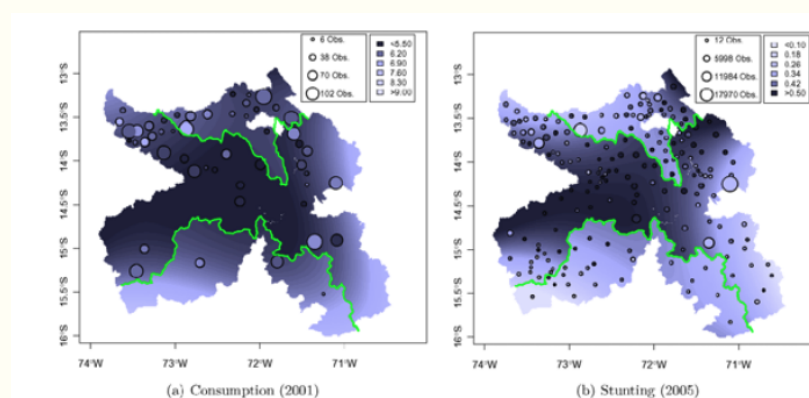 6 Obs.
38 Obs.
70 Obs.
102 Obs.
<5.50
6.20
6.90
7.60
8.30
>9.00
13°S
13.5°S
14°S
14.5°S
15°S
15.5°S
16°S
74°W
73°W
72°W
71°W
(a) Consumption (2001)
12 Obs.
5998 Obs.
11984 Obs.
17970 Obs.
<0.10
0.18
0.26
0.34
0.42
>0.50
13°S
13.5°S
14°S
14.5°S
15°S
15.5°S
16°S
74°W
73°W
72°W
71°W
(b) Stunting (2005)